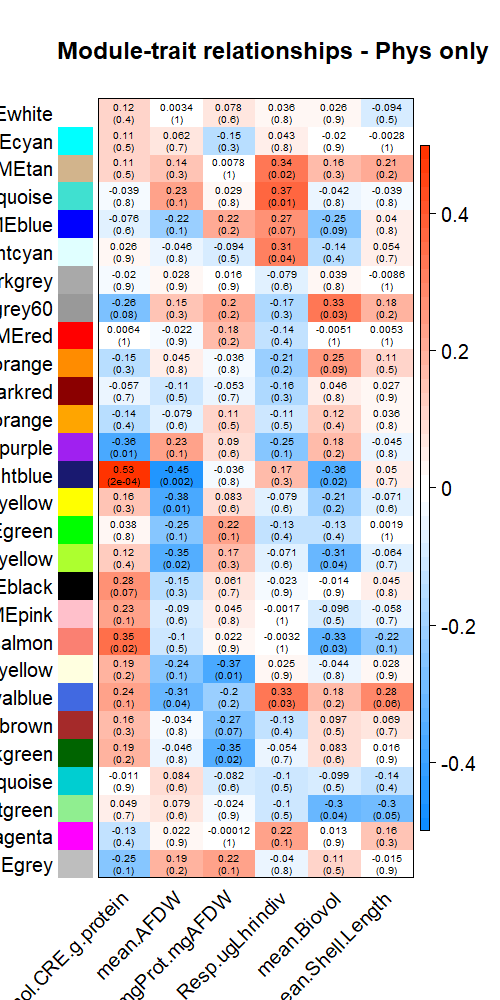 Module-trait relationships - Phys only
Ewhite 0.12 0.0034 0.078 0.036 0.026 -0.094
(0.4) (1) (0.6) (0.8) (0.9) (0.5)
Ecyan 0.11 0.062 -0.15 0.043 -0.02 -0.0028
(0.5) (0.7) (0.3) (0.8) (0.9) (1)
MEtan 0.11 0.14 0.0078 0.34 0.16 0.21
(0.5) (0.3) (1) (0.02) (0.3) (0.2)
quoise -0.039 0.23 0.029 0.37 -0.042 -0.039
(0.8) (0.1) (0.8) (0.01) (0.8) (0.8)
MEblue -0.076 -0.22 0.22 0.27 -0.25 0.04
(0.6) (0.1) (0.2) (0.07) (0.09) (0.8)
ntcyan 0.026 -0.046 -0.094 0.31 -0.14 0.054
(0.9) (0.8) (0.5) (0.04) (0.4) (0.7)
rkgrey -0.02 0.028 0.016 -0.079 0.039 -0.0086
(0.9) (0.9) (0.9) (0.6) (0.8) (1)
grey60 -0.26 0.15 0.2 -0.17 0.33 0.18
(0.08) (0.3) (0.2) (0.3) (0.03) (0.2)
MEred 0.0064 -0.022 0.18 -0.14 -0.0051 0.0053
(1) (0.9) (0.2) (0.4) (1) (1)
orange -0.15 0.045 -0.036 -0.21 0.25 0.11
(0.3) (0.8) (0.8) (0.2) (0.09) (0.5)
arkred -0.057 -0.11 -0.053 -0.16 0.046 0.027
(0.7) (0.5) (0.7) (0.3) (0.8) (0.9)
orange -0.14 -0.079 0.11 -0.11 0.12 0.036
(0.4) (0.6) (0.5) (0.5) (0.4) (0.8)
purple -0.36 0.23 0.09 -0.25 0.18 -0.045
(0.01) (0.1) (0.6) (0.1) (0.2) (0.8)
htblue 0.53 -0.45 -0.036 0.17 -0.36 0.05
(2e-04) (0.002) (0.8) (0.3) (0.02) (0.7)
yellow 0.16 -0.38 0.083 -0.079 -0.21 -0.071
(0.3) (0.01) (0.6) (0.6) (0.2) (0.6)
Egreen 0.038 -0.25 0.22 -0.13 -0.13 0.0019
(0.8) (0.1) (0.1) (0.4) (0.4) (1)
yellow 0.12 -0.35 0.17 -0.071 -0.31 -0.064
(0.4) (0.02) (0.3) (0.6) (0.04) (0.7)
Eblack 0.28 -0.15 0.061 -0.023 -0.014 0.045
(0.07) (0.3) (0.7) (0.9) (0.9) (0.8)
MEpink 0.23 -0.09 0.045 -0.0017 -0.096 -0.058
(0.1) (0.6) (0.8) (1) (0.5) (0.7)
almon 0.35 -0.1 0.022 -0.0032 -0.33 -0.22
(0.02) (0.5) (0.9) (1) (0.03) (0.1)
yellow 0.19 -0.24 -0.37 0.025 -0.044 0.028
(0.2) (0.1) (0.01) (0.9) (0.8) (0.9)
yalblue 0.24 -0.31 -0.2 0.33 0.18 0.28
(0.1) (0.04) (0.2) (0.03) (0.2) (0.06)
brown 0.16 -0.034 -0.27 -0.13 0.097 0.069
(0.3) (0.8) (0.07) (0.4) (0.5) (0.7)
kgreen 0.19 -0.046 -0.35 -0.054 0.083 0.016
(0.2) (0.8) (0.02) (0.7) (0.6) (0.9)
quoise -0.011 0.084 -0.082 -0.1 -0.099 -0.14
(0.9) (0.6) (0.6) (0.5) (0.5) (0.4)
tgreen 0.049 0.079 -0.024 -0.1 -0.3 -0.3
(0.7) (0.6) (0.9) (0.5) (0.04) (0.05)
agenta -0.13 0.022 -0.00012 0.22 0.013 0.16
(0.4) (0.9) (1) (0.1) (0.9) (0.3)
Egrey -0.25 0.19 0.22 -0.04 0.11 -0.015
(0.1) (0.2) (0.1) (0.8) (0.5) (0.9)
0.4
0.2
0
-0.2
-0.4
nol.CRE.g.protein
mean.AFDW
mgProt.mgAFDW
Resp.ugLhrindiv
mean.Biovol
ean.Shell.Length